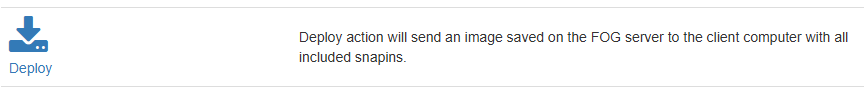 Deploy action will send an image saved on the FOG server to the client computer with all
included snapins.
Deploy